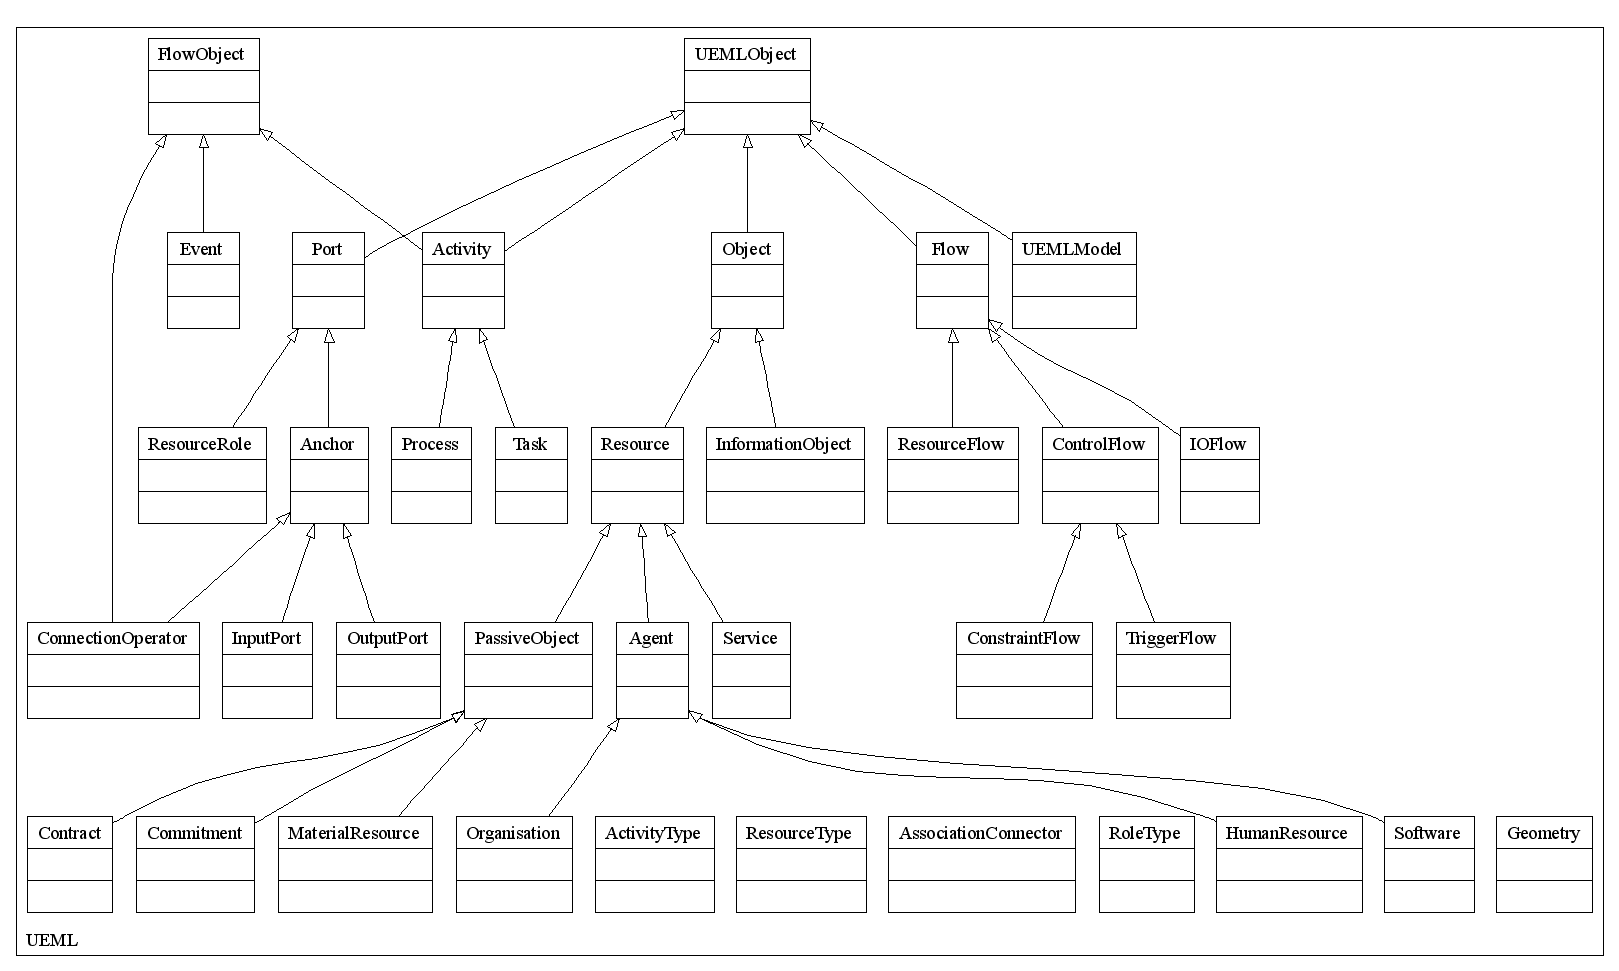 FlowObject
UEMLObject
Event
Port
Activity
Object
Flow
UEMLModel
ResourceRole
Anchor
Process
Task
Resource
InformationObject
ResourceFlow
ControlFlow
IOFlow
ConnectionOperator
InputPort
OutputPort
PassiveObject
Agent
Service
ConstraintFlow
TriggerFlow
Contract
Commitment
MaterialResource
Organisation
ActivityType
ResourceType
AssociationConnector
RoleType
HumanResource
Software
Geometry
UEML